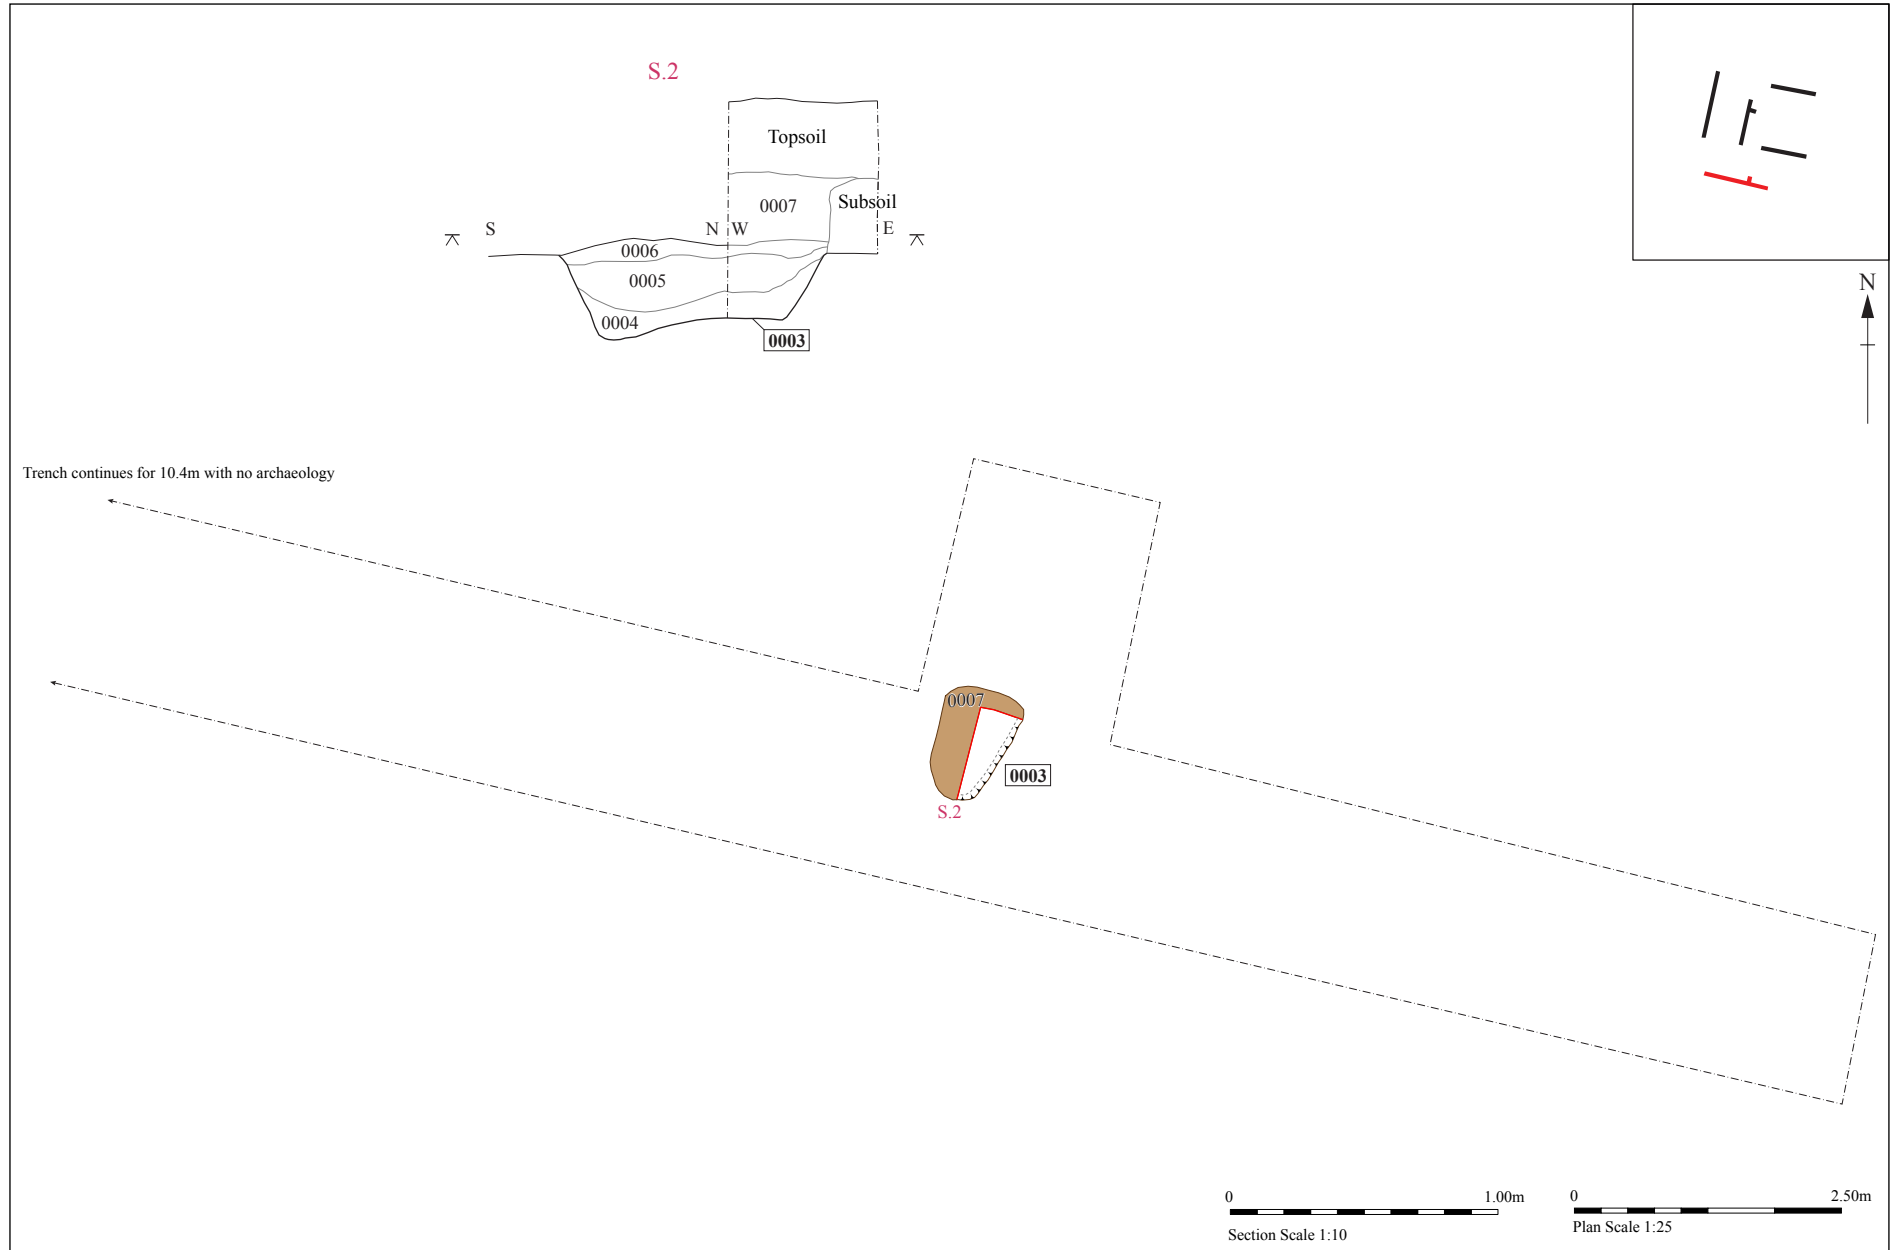 S.2
Topsoil
0007
Subsoil
S
N
W
E
0006
0005
0004
0003
N
Trench continues for 10.4m with no archaeology
0007
0003
S.2
0
1.00m
Section Scale 1:10
0
2.50m
Plan Scale 1:25